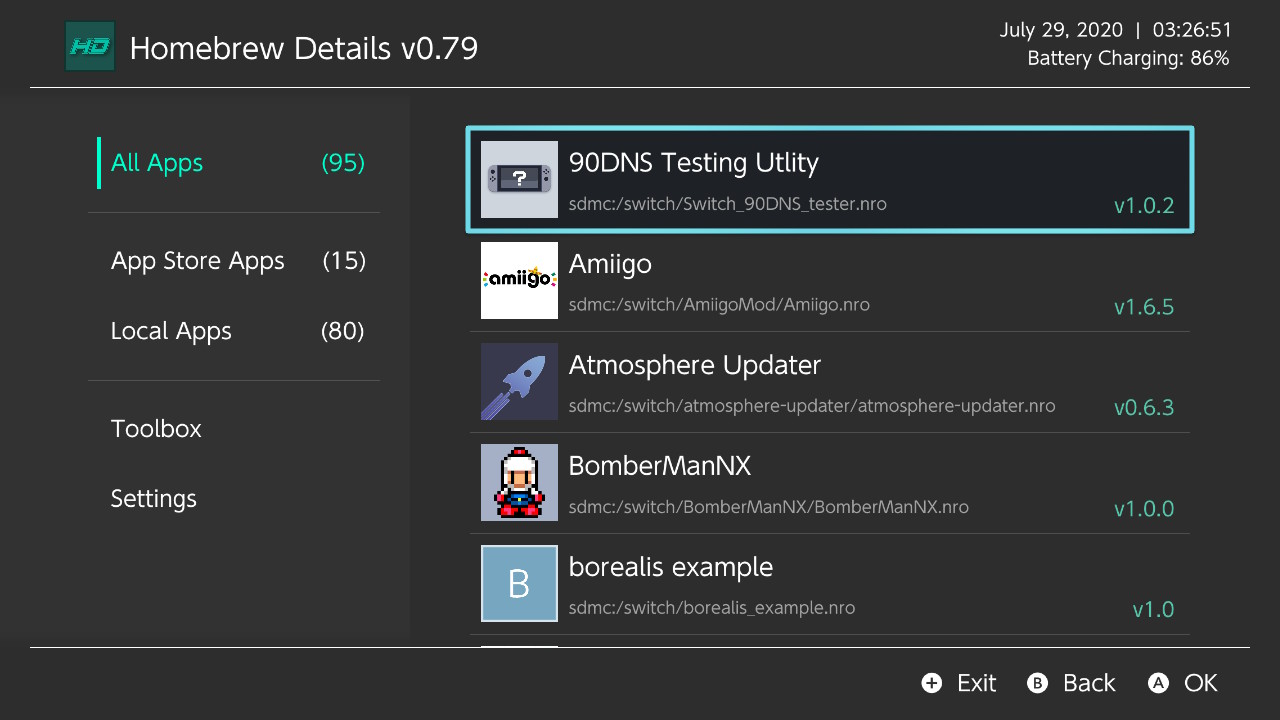 HD Homebrew Details v0.79
July 29, 2020 | 03:26:51
Battery Charging: 86%
All Apps (95)
App Store Apps (15)
Local Apps (80)
Toolbox
Settings
?
90DNS Testing Utlity
sdmc:/switch/Switch_90DNS_tester.nro v1.0.2
amiigo
Amiigo
sdmc:/switch/AmiigoMod/Amiigo.nro v1.6.5
Atmosphere Updater
sdmc:/switch/atmosphere-updater/atmosphere-updater.nro v0.6.3
BomberManNX
sdmc:/switch/BomberManNX/BomberManNX.nro v1.0.0
B
borealis example
sdmc:/switch/borealis_example.nro v1.0
+ Exit B Back A OK